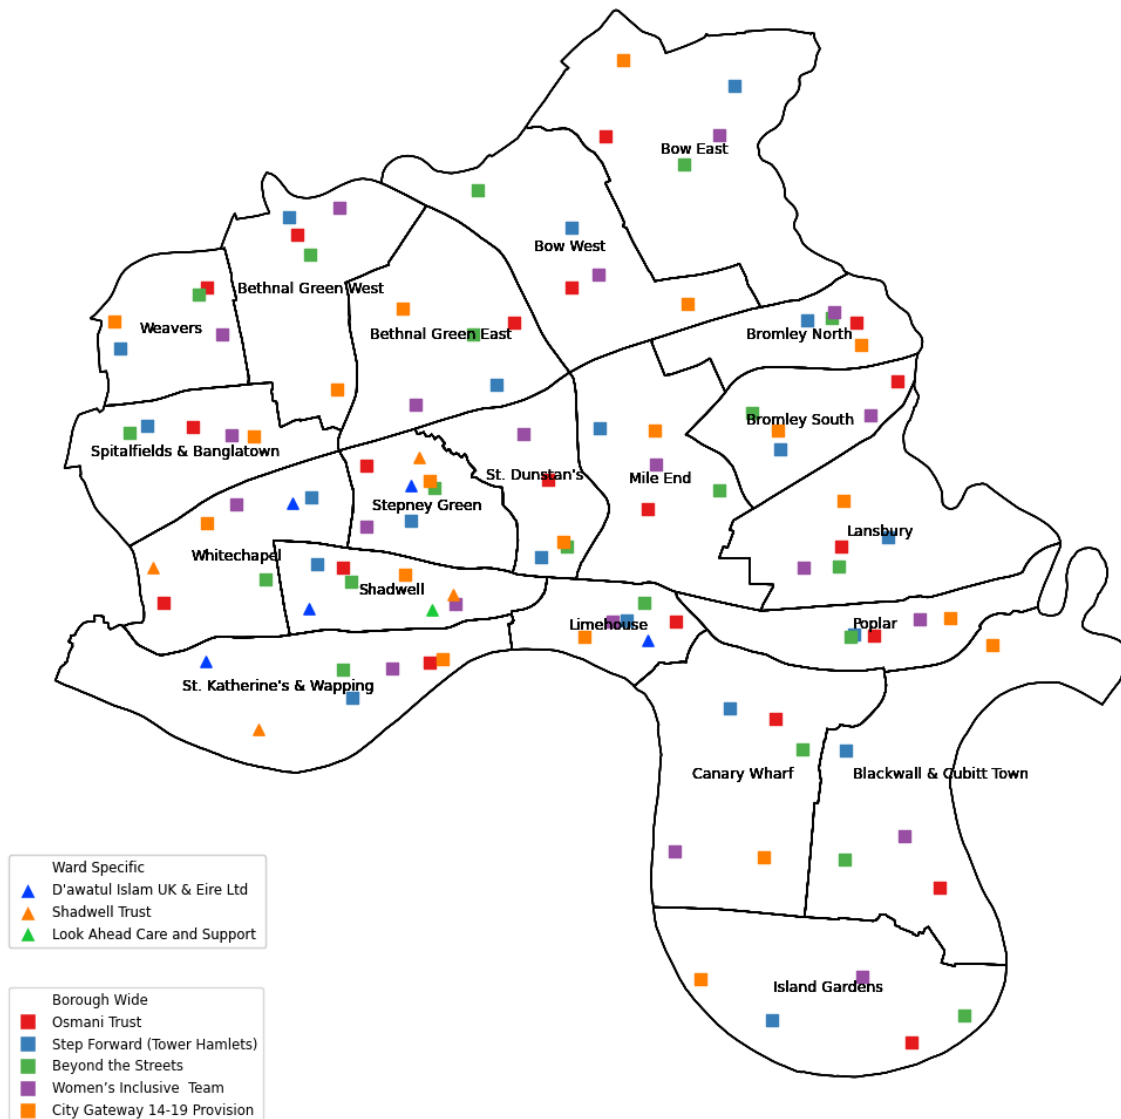 Bow East
Bow West
Bethnal Green West
Weavers
Bethnal Green East
Bromley North
Bromley South
Spitalfields & Banglatown
St. Dunstan's
Mile End
Stepney Green
Lansbury
Whitechapel
Shadwell
Limehouse
Poplar
St. Katherine's & Wapping
Canary Wharf
Blackwall & Cubitt Town
Island Gardens
Ward Specific
D'awatul Islam UK & Eire Ltd
Shadwell Trust
Look Ahead Care and Support
Borough Wide
Osmani Trust
Step Forward (Tower Hamlets)
Beyond the Streets
Women’s Inclusive  Team
City Gateway 14-19 Provision